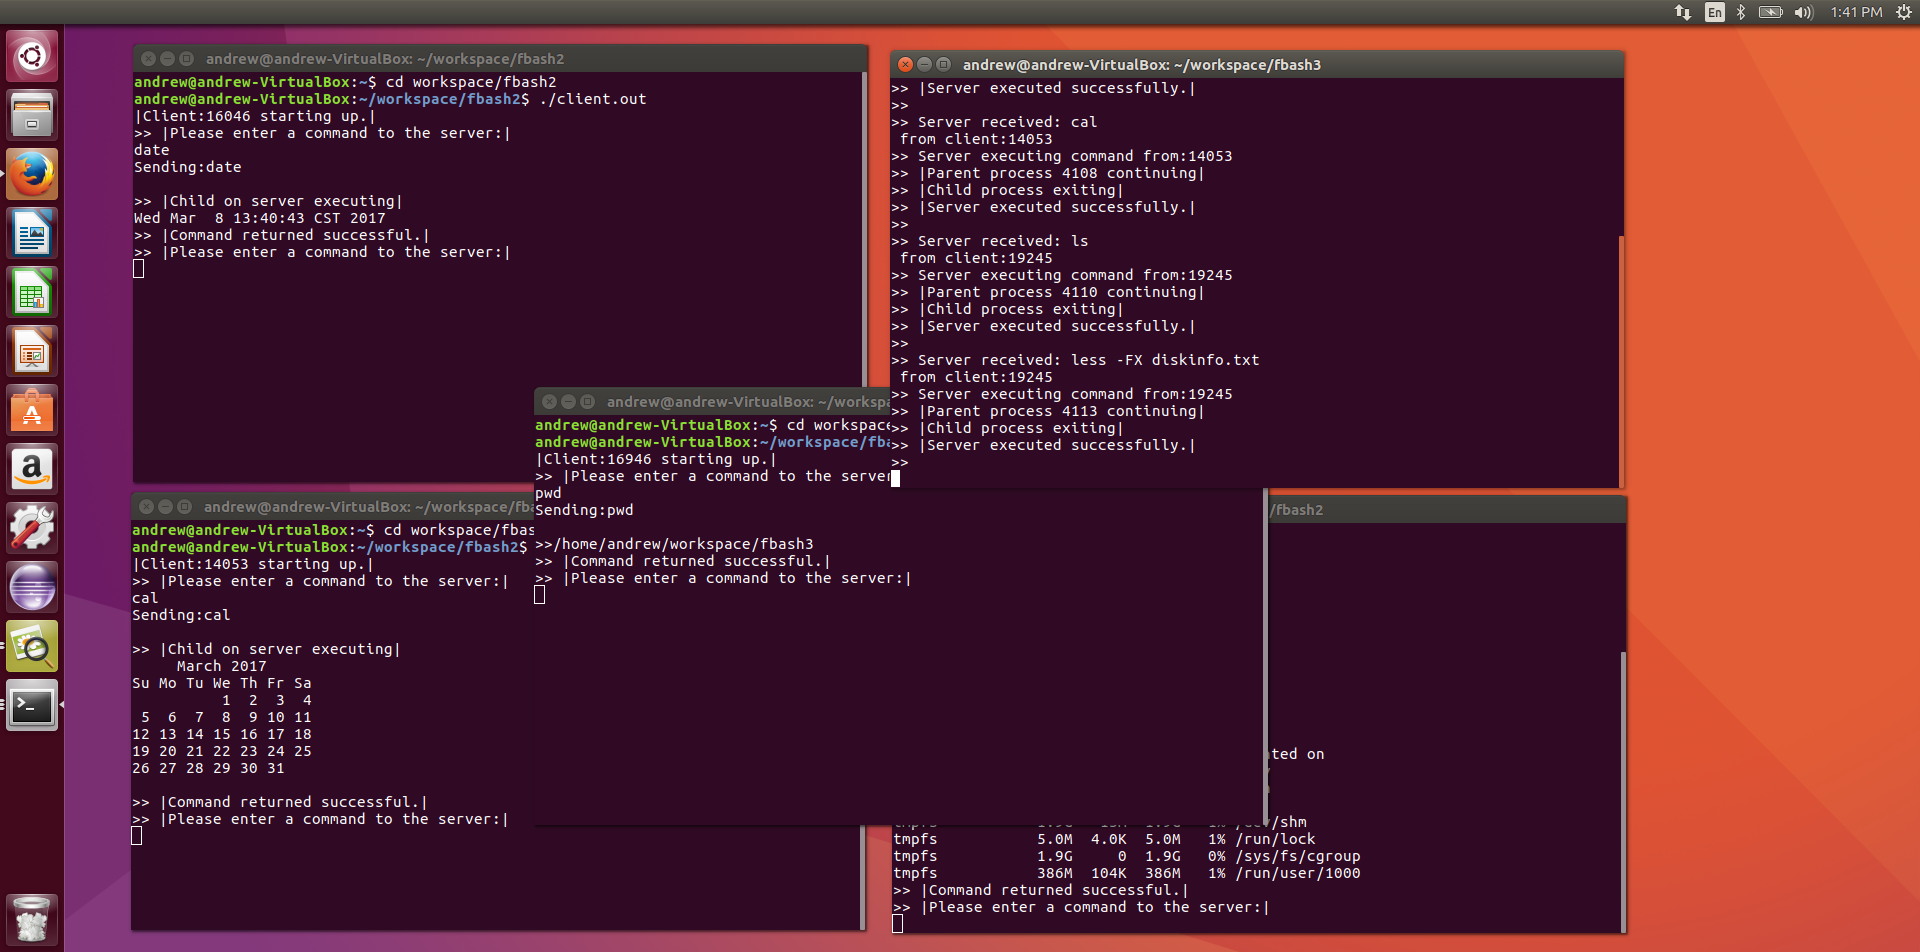 1:41 PM
En
andrew@andrew-VirtualBox: ~/workspace/fbash2
andrew@andrew-VirtualBox:~$ cd workspace/fbash2
andrew@andrew-VirtualBox:~/workspace/fbash2$ ./client.out
|Client:16046 starting up.|
>> |Please enter a command to the server:|
date
Sending:date
>> |Child on server executing|
Wed Mar  8 13:40:43 CST 2017
>> |Command returned successful.|
>> |Please enter a command to the server:|
andrew@andrew-VirtualBox: ~/workspace/fbash3
>> |Server executed successfully.|
>>
>> Server received: cal
 from client:14053
>> Server executing command from:14053
>> |Parent process 4108 continuing|
>> |Child process exiting|
>> |Server executed successfully.|
>>
>> Server received: ls
 from client:19245
>> Server executing command from:19245
>> |Parent process 4110 continuing|
>> |Child process exiting|
>> |Server executed successfully.|
>>
>> Server received: less -FX diskinfo.txt
 from client:19245
>> Server executing command from:19245
>> |Parent process 4113 continuing|
>> |Child process exiting|
>> |Server executed successfully.|
>>
andrew@andrew-VirtualBox: ~/worksp
andrew@andrew-VirtualBox:~$ cd workspace
andrew@andrew-VirtualBox:~/workspace/fba
|Client:16946 starting up.|
>> |Please enter a command to the server
pwd
Sending:pwd
>>/home/andrew/workspace/fbash3
>> |Command returned successful.|
>> |Please enter a command to the server:|
andrew@andrew-VirtualBox: ~/workspace/fb
andrew@andrew-VirtualBox:~$ cd workspace/fbas
andrew@andrew-VirtualBox:~/workspace/fbash2$
|Client:14053 starting up.|
>> |Please enter a command to the server:|
cal
Sending:cal
>> |Child on server executing|
     March 2017
Su Mo Tu We Th Fr Sa
          1  2  3  4
 5  6  7  8  9 10 11
12 13 14 15 16 17 18
19 20 21 22 23 24 25
26 27 28 29 30 31
>> |Command returned successful.|
>> |Please enter a command to the server:|
/fbash2
ted on
/shm
tmpfs 5.0M 4.0K 5.0M 1% /run/lock
tmpfs 1.9G 0 1.9G 0% /sys/fs/cgroup
tmpfs 386M 104K 386M 1% /run/user/1000
>> |Command returned successful.|
>> |Please enter a command to the server:|